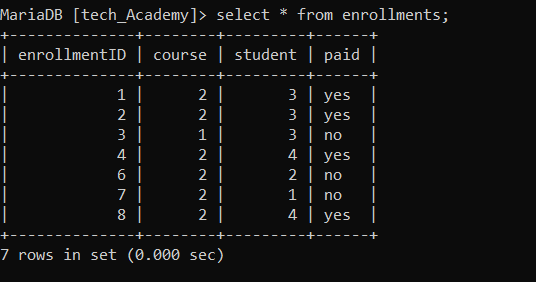 MariaDB [tech_Academy]> select * from enrollments;
+--------------+--------+---------+------+
| enrollmentID | course | student | paid |
+--------------+--------+---------+------+
|            1 |      2 |       3 | yes  |
|            2 |      2 |       3 | yes  |
|            3 |      1 |       3 | no   |
|            4 |      2 |       4 | yes  |
|            6 |      2 |       2 | no   |
|            7 |      2 |       1 | no   |
|            8 |      2 |       4 | yes  |
+--------------+--------+---------+------+
7 rows in set (0.000 sec)